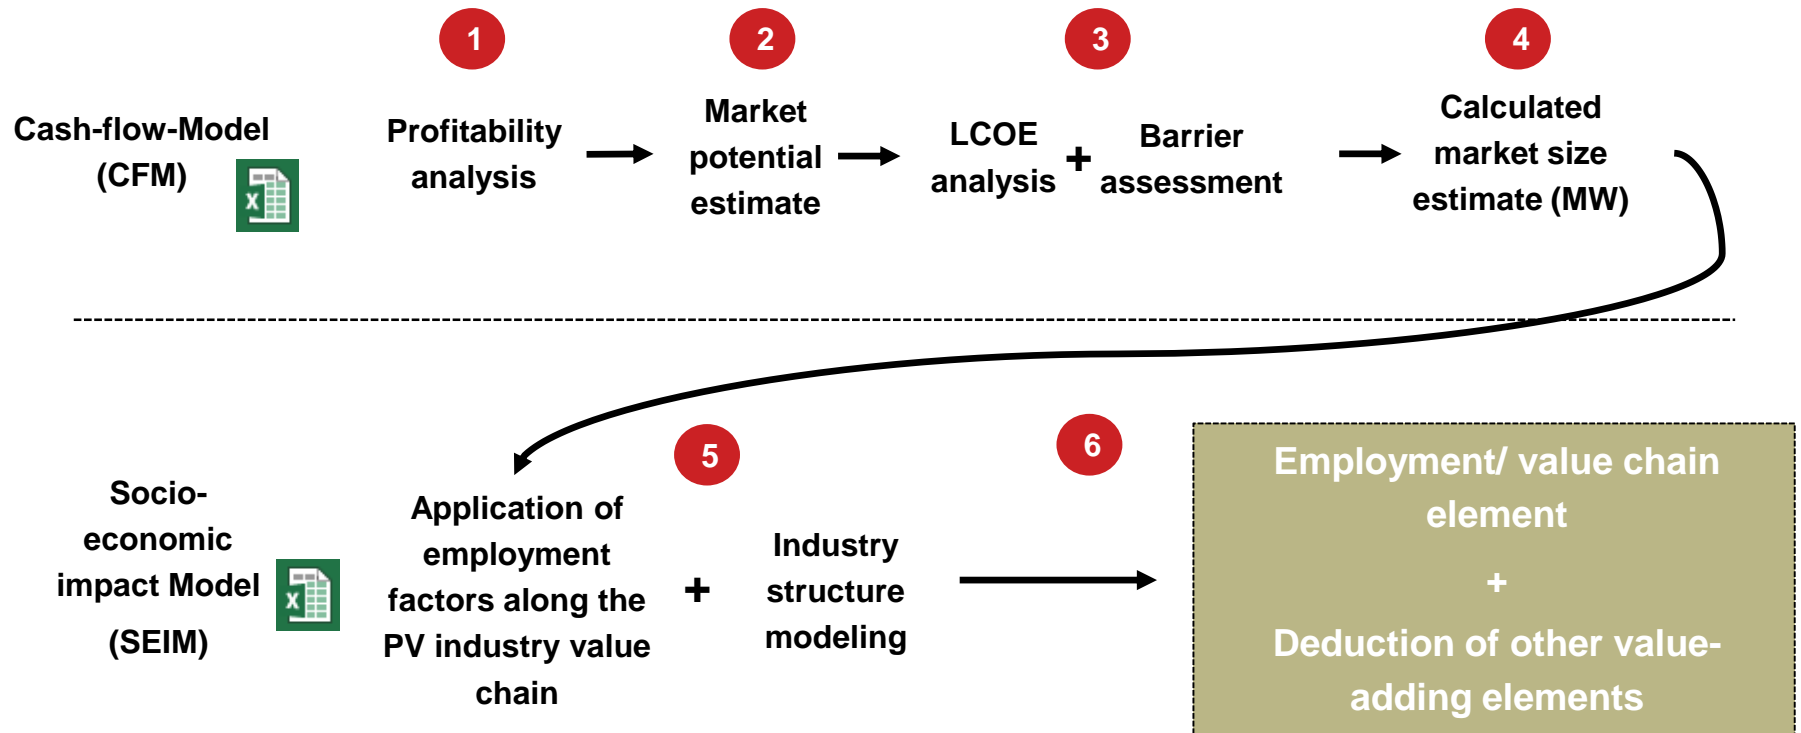 1
2
3
4
Cash-flow-Model
(CFM)
x
Profitability
analysis
Market
potential
estimate
LCOE
analysis
+
Barrier
assessment
Calculated
market size
estimate (MW)
5
6
Socio-
economic
impact Model
(SEIM)
x
Application of
employment
factors along the
PV industry value
chain
+
Industry
structure
modeling
Employment/ value chain
element
+
Deduction of other value-
adding elements